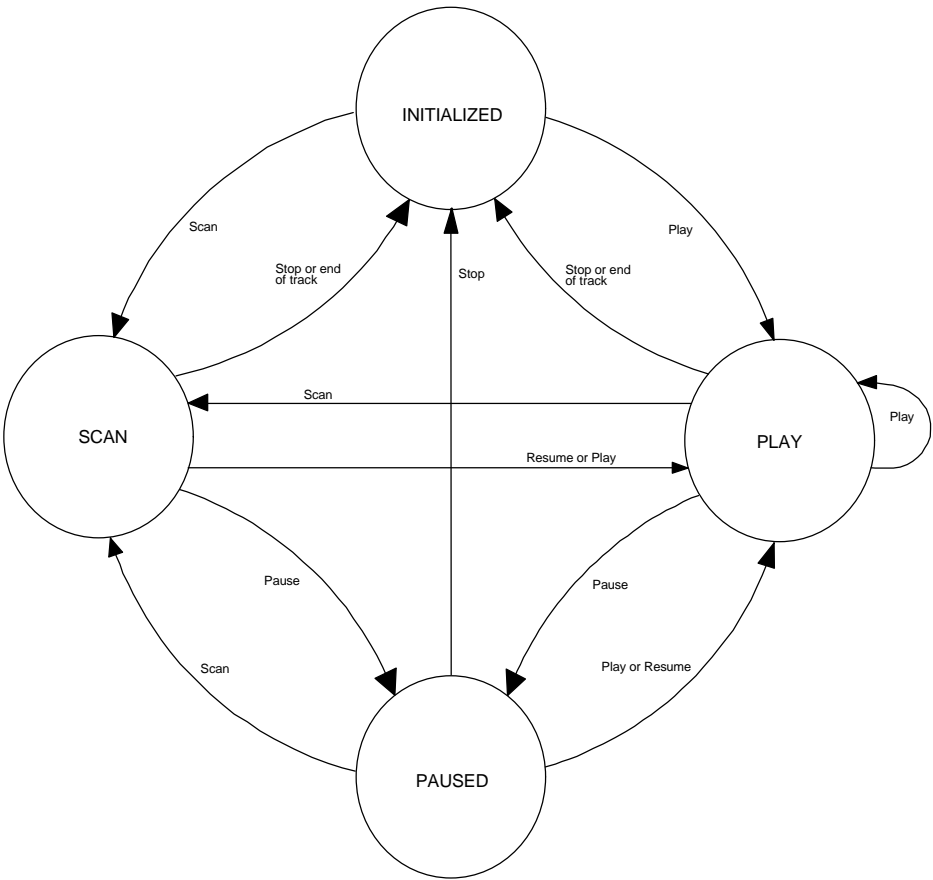 INITIALIZED
Scan
Play
Stop or end
of track
Stop
Stop or end
of track
Scan
Play
SCAN
PLAY
Resume or Play
Pause
Pause
Scan
Play or Resume
PAUSED